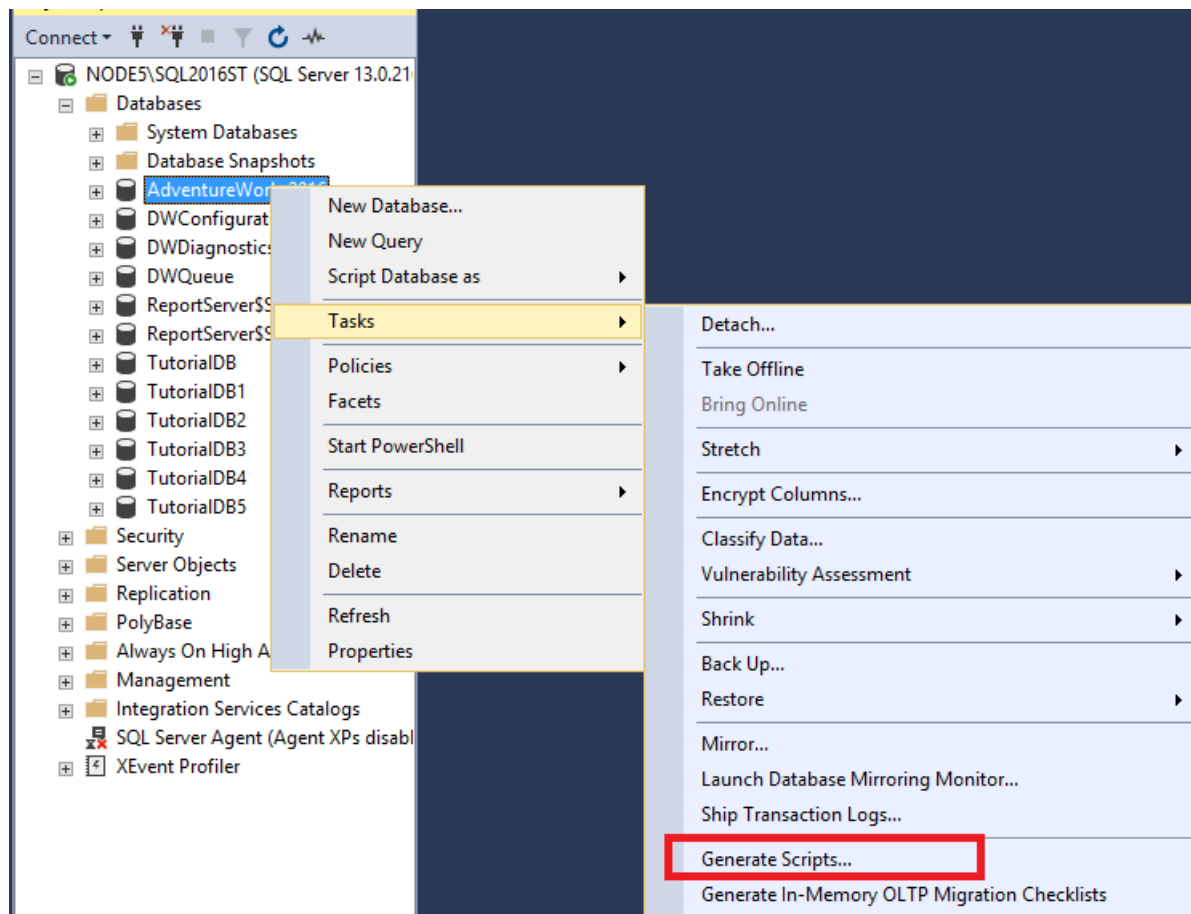 Connect
NODE5\SQL2016ST (SQL Server 13.0.21
Databases
System Databases
Database Snapshots
DWConfigurat
DWDiagnostics
DWQueue
ReportServer$S
ReportServer$S
TutorialDB
TutorialDB1
TutorialDB2
TutorialDB3
TutorialDB4
TutorialDB5
Security
Server Objects
Replication
PolyBase
Always On High A
Management
Integration Services Catalogs
SQL Server Agent (Agent XPs disabl
XEvent Profiler
New Database...
New Query
Script Database as
Tasks
Policies
Facets
Start PowerShell
Reports
Rename
Delete
Refresh
Properties
Detach...
Take Offline
Bring Online
Stretch
Encrypt Columns...
Classify Data...
Vulnerability Assessment
Shrink
Back Up...
Restore
Mirror...
Launch Database Mirroring Monitor...
Ship Transaction Logs...
Generate Scripts...
Generate In-Memory OLTP Migration Checklists